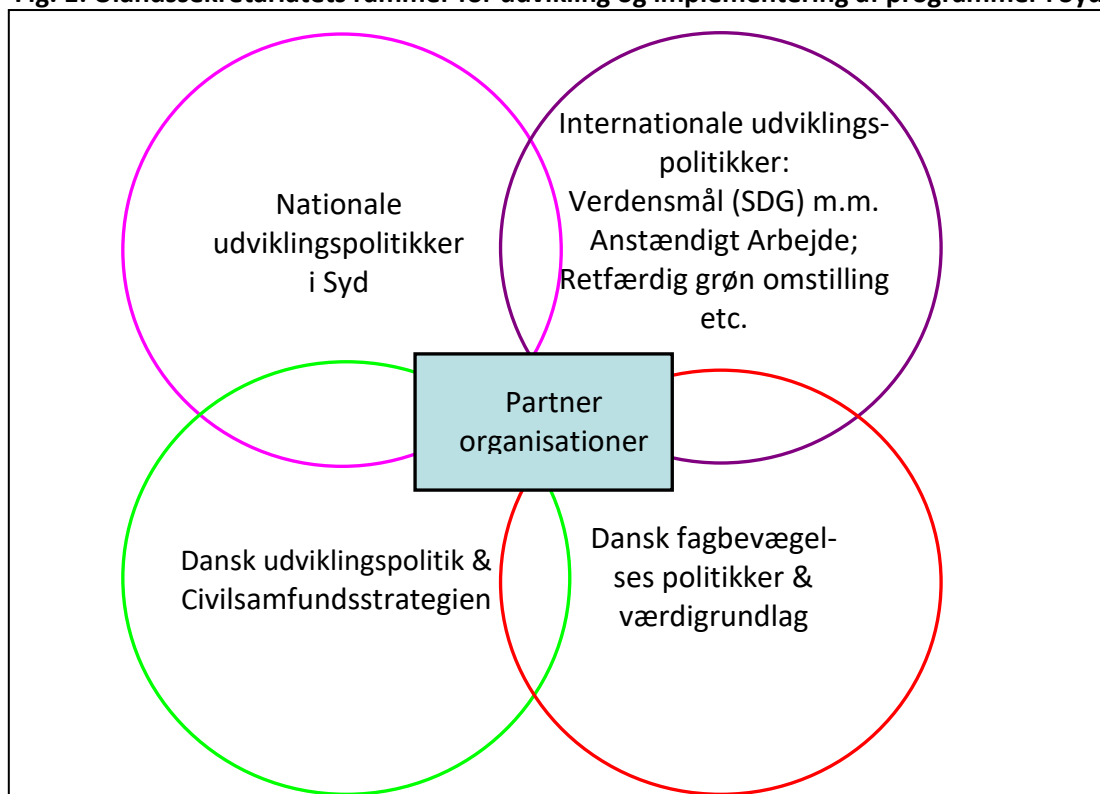 Nationale
udviklingspolitikker
i Syd
Internationale udviklings-
politikker:
Verdensmål (SDG) m.m.
Anstændigt Arbejde;
Retfærdig grøn omstilling
etc.
Partner
organisationer
Dansk udviklingspolitik &
Civilsamfundsstrategien
Dansk fagbevægel-
ses politikker &
værdigrundlag